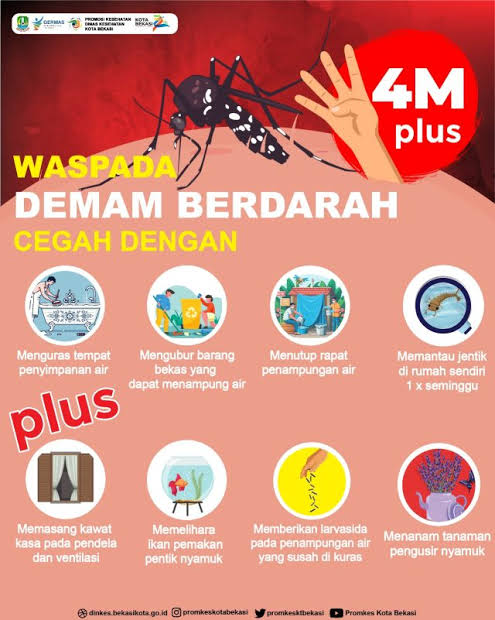 GERMAS
PROMOSI KESEHATAN
DINAS KESEHATAN
KOTA BEKASI
KOTA
BEKASI
4M
plus
WASPADA
DEMAM BERDARAH
CEGAH DENGAN
Menguras tempat
penyimpanan air
Mengubur barang
bekas yang
dapat menampung air
Menutup rapat
penampungan air
Memantau jentik
di rumah sendiri
1 x seminggu
plus
Memasang kawat
kasa pada pendela
dan ventilasi
Memelihara
ikan pemakan
pentik nyamuk
Memberikan larvasida
pada penampungan air
yang susah di kuras
Menanam tanaman
pengusir nyamuk
dinkes.bekasikota.go.id promkeskotabekasi promkesktbekasi Promkes Kota Bekasi